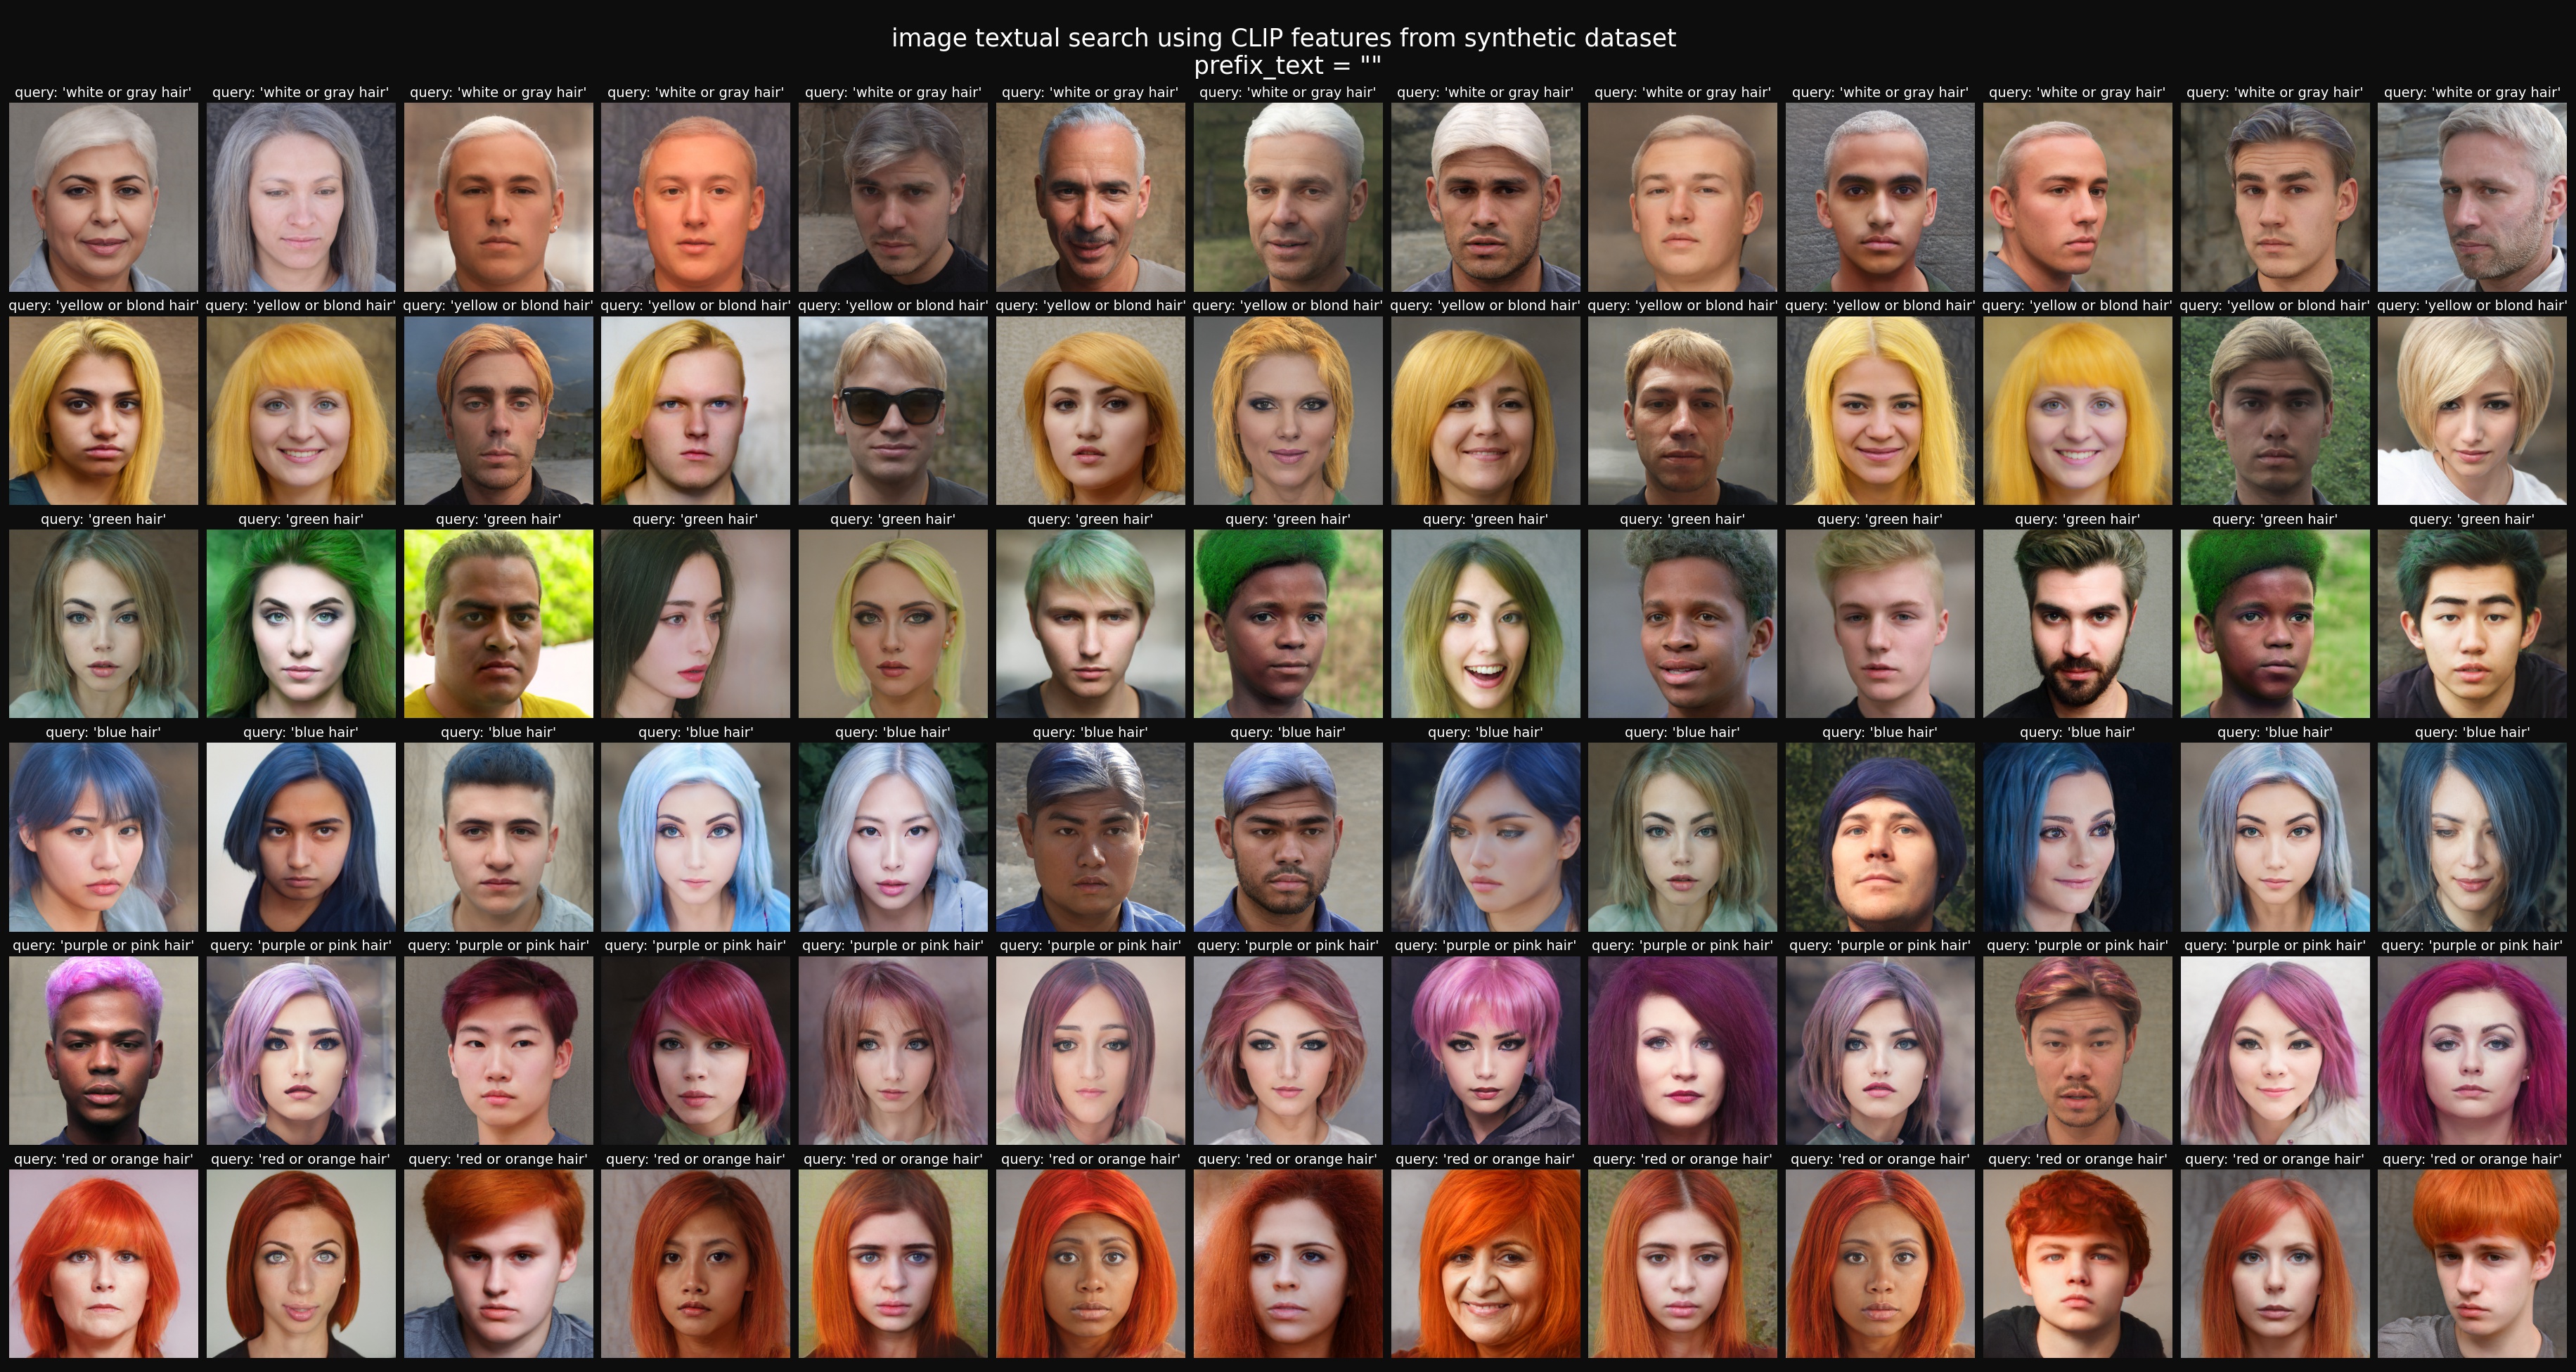 image textual search using CLIP features from synthetic dataset
prefix_text = ""
query: 'white or gray hair' query: 'white or gray hair' query: 'white or gray hair' query: 'white or gray hair' query: 'white or gray hair' query: 'white or gray hair' query: 'white or gray hair' query: 'white or gray hair' query: 'white or gray hair' query: 'white or gray hair' query: 'white or gray hair' query: 'white or gray hair' query: 'white or gray hair'
query: 'yellow or blond hair' query: 'yellow or blond hair' query: 'yellow or blond hair' query: 'yellow or blond hair' query: 'yellow or blond hair' query: 'yellow or blond hair' query: 'yellow or blond hair' query: 'yellow or blond hair' query: 'yellow or blond hair' query: 'yellow or blond hair' query: 'yellow or blond hair' query: 'yellow or blond hair' query: 'yellow or blond hair'
query: 'green hair' query: 'green hair' query: 'green hair' query: 'green hair' query: 'green hair' query: 'green hair' query: 'green hair' query: 'green hair' query: 'green hair' query: 'green hair' query: 'green hair' query: 'green hair' query: 'green hair'
query: 'blue hair' query: 'blue hair' query: 'blue hair' query: 'blue hair' query: 'blue hair' query: 'blue hair' query: 'blue hair' query: 'blue hair' query: 'blue hair' query: 'blue hair' query: 'blue hair' query: 'blue hair' query: 'blue hair'
query: 'purple or pink hair' query: 'purple or pink hair' query: 'purple or pink hair' query: 'purple or pink hair' query: 'purple or pink hair' query: 'purple or pink hair' query: 'purple or pink hair' query: 'purple or pink hair' query: 'purple or pink hair' query: 'purple or pink hair' query: 'purple or pink hair' query: 'purple or pink hair' query: 'purple or pink hair'
query: 'red or orange hair' query: 'red or orange hair' query: 'red or orange hair' query: 'red or orange hair' query: 'red or orange hair' query: 'red or orange hair' query: 'red or orange hair' query: 'red or orange hair' query: 'red or orange hair' query: 'red or orange hair' query: 'red or orange hair' query: 'red or orange hair' query: 'red or orange hair'